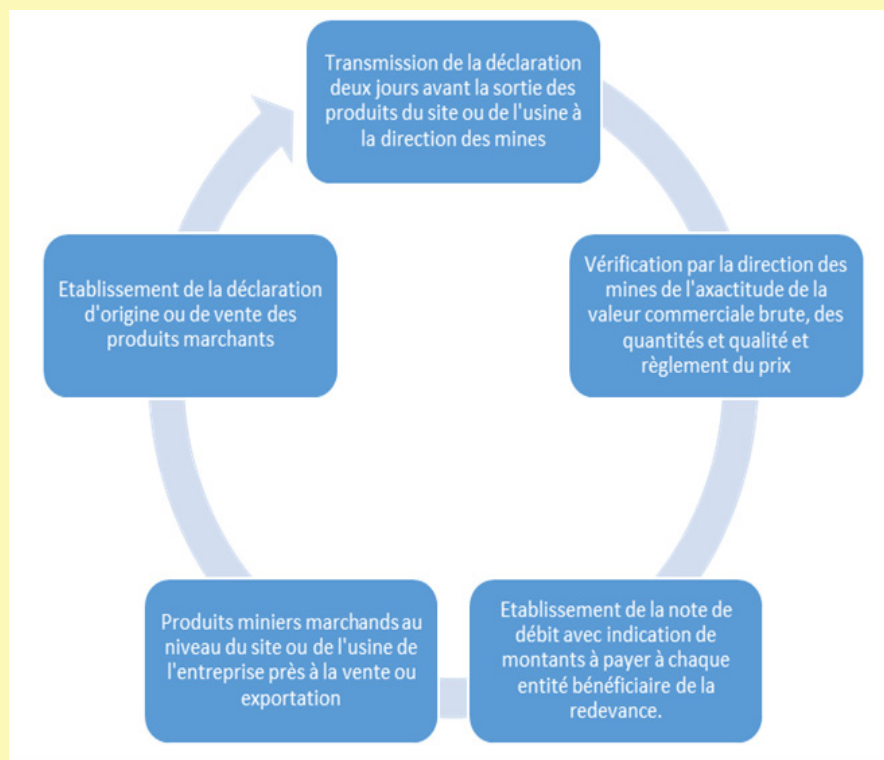 Transmission de la déclaration
deux jours avant la sortie des
produits du site ou de l'usine à
la direction des mines
Vérification par la direction des
mines de l'axactitude de la
valeur commerciale brute, des
quantités et qualité et
règlement du prix
Etablissement de la note de
débit avec indication de
montants à payer à chaque
entité bénéficiaire de la
redevance.
Produits miniers marchands au
niveau du site ou de l'usine de
l'entreprise près à la vente ou
exportation
Etablissement de la déclaration
d'origine ou de vente des
produits marchants